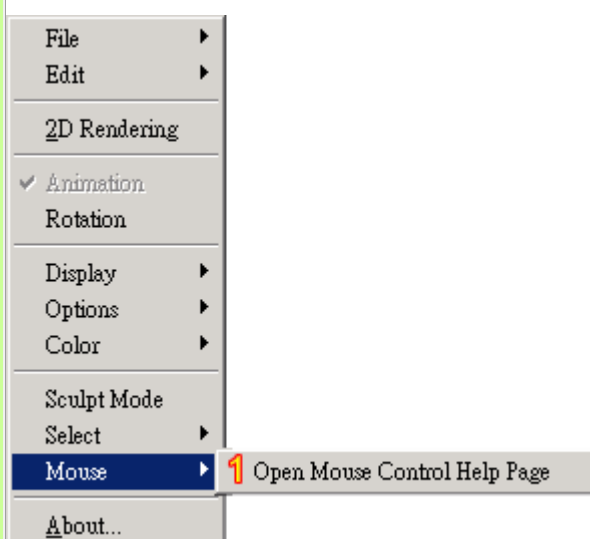 File
Edit
2D Rendering
Animation
Rotation
Display
Options
Color
Sculpt Mode
Select
Mouse
1 Open Mouse Control Help Page
About...